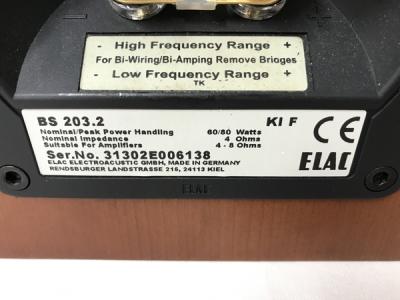 - High Frequency Range +
For Bi-Wiring/Bi-Amping Remove Briages
- Low Frequency Range +
TK
BS 203.2 KI F CE
Nominal/Peak Power Handling 60/80 Watts
Nominal Impedance 4 Ohms
Suitable For Amplifiers 4 - 8 Ohms
Ser.No. 31302E006138 ELAC
ELAC ELECTROACUSTIC GMBH, MADE IN GERMANY
RENDSBURGER LANDSTRASSE 215, 24113 KIEL
ELAC